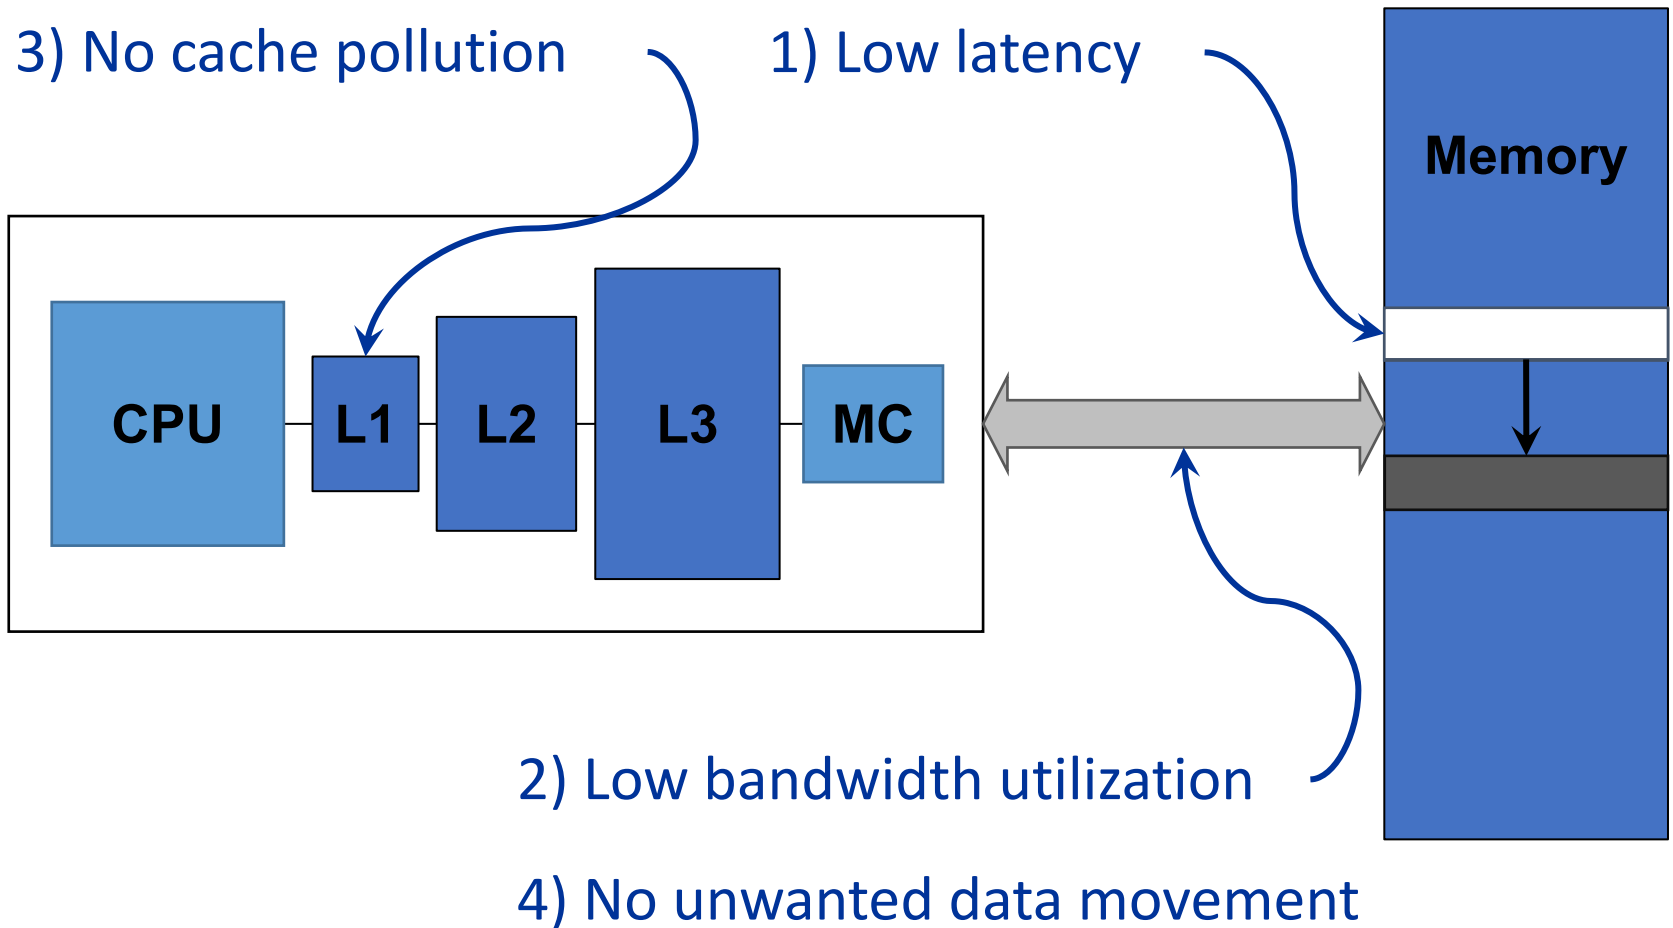 3) No cache pollution
1) Low latency
Memory
CPU
L1
L2
L3
MC
2) Low bandwidth utilization
4) No unwanted data movement